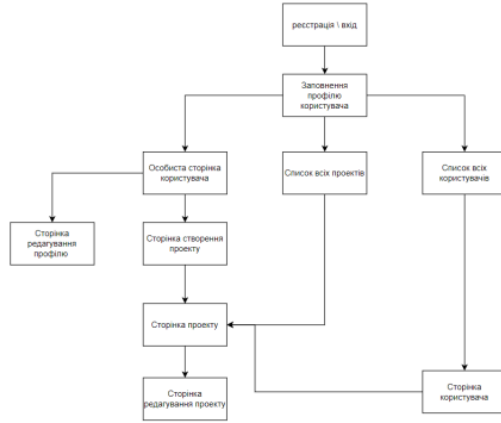 реєстрація \ вхід
Заповнення
профілю
користувача
Особиста сторінка
користувача
Список всіх проектів
Список всіх
користувачів
Сторінка
редагування
профілю
Сторінка створення
проекту
Сторінка проекту
Сторінка
редагування проекту
Сторінка
користувача